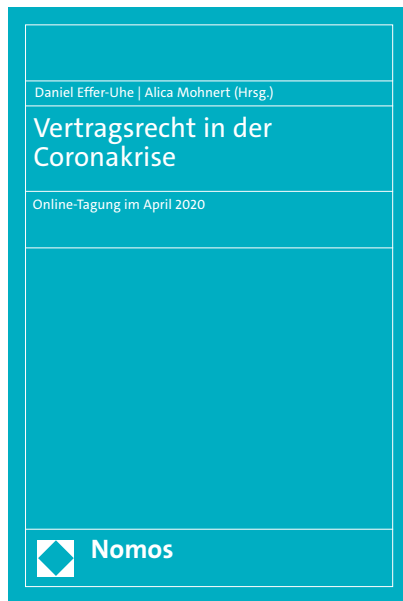 Daniel Effer-Uhe | Alica Mohnert (Hrsg.)
Vertragsrecht in der
Coronakrise
Online-Tagung im April 2020
Nomos